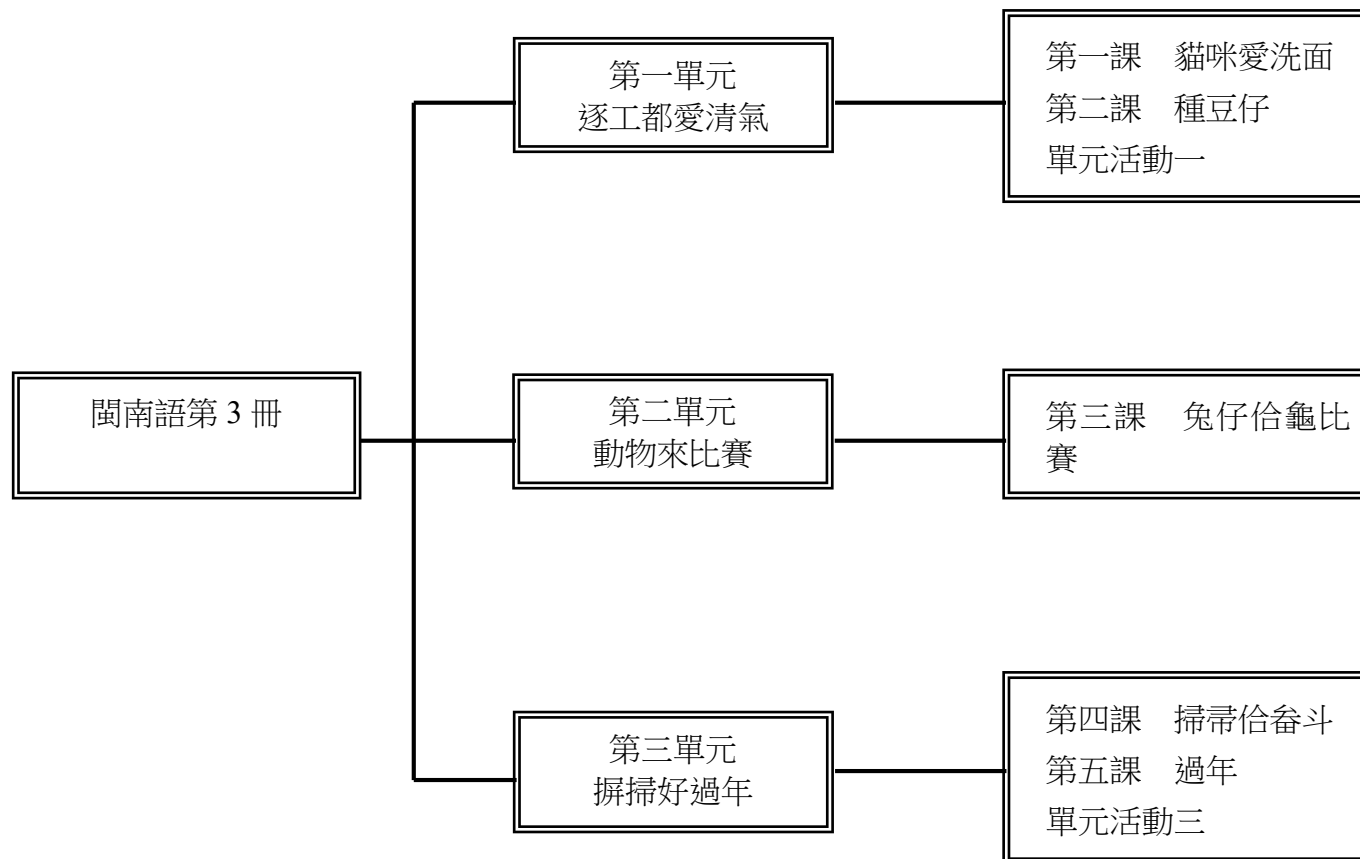 閩南語第 3 冊
第一單元
逐工都愛清氣
第一課　貓咪愛洗面
第二課　種豆仔
單元活動一
第二單元
動物來比賽
第三課　兔仔佮龜比
賽
第三單元
摒掃好過年
第四課　掃帚佮畚斗
第五課　過年
單元活動三